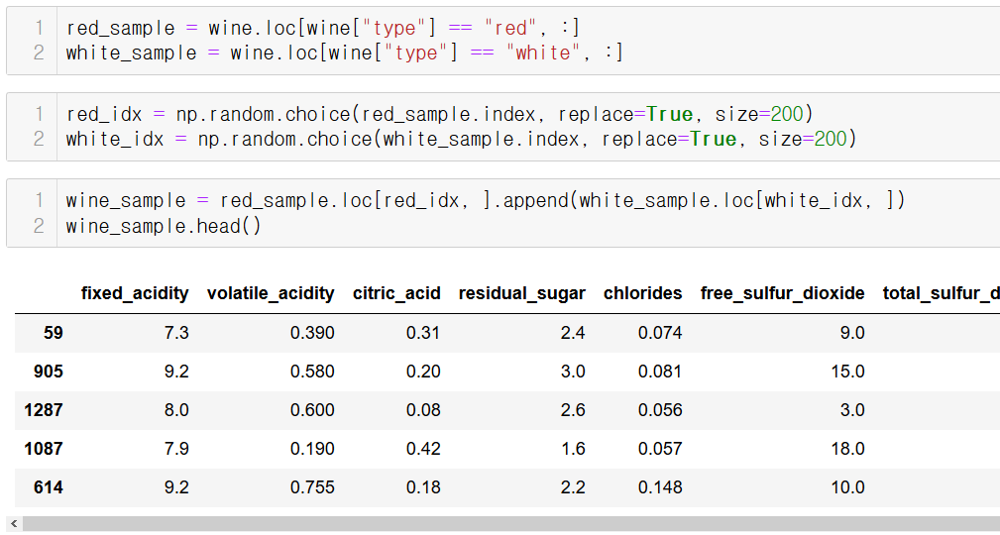 1 red_sample = wine.loc[wine["type"] == "red", :]
2 white_sample = wine.loc[wine["type"] == "white", :]
1 red_idx = np.random.choice(red_sample.index, replace=True, size=200)
2 white_idx = np.random.choice(white_sample.index, replace=True, size=200)
1 wine_sample = red_sample.loc[red_idx, ].append(white_sample.loc[white_idx, ])
2 wine_sample.head()
fixed_acidity volatile_acidity citric_acid residual_sugar chlorides free_sulfur_dioxide total_sulfur_d
59 7.3 0.390 0.31 2.4 0.074 9.0
905 9.2 0.580 0.20 3.0 0.081 15.0
1287 8.0 0.600 0.08 2.6 0.056 3.0
1087 7.9 0.190 0.42 1.6 0.057 18.0
614 9.2 0.755 0.18 2.2 0.148 10.0